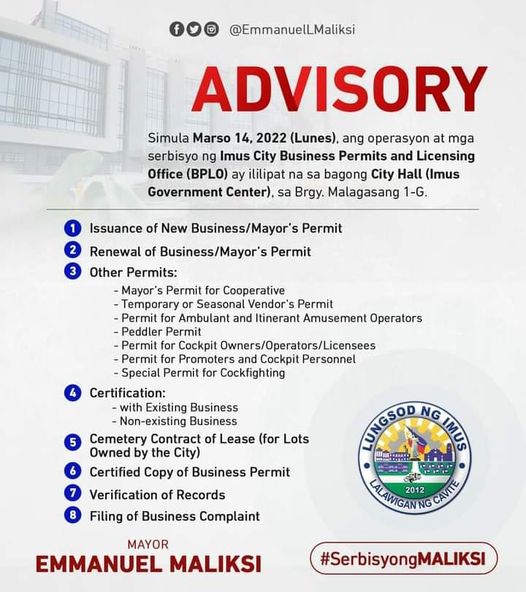 @EmmanuelLMaliksi
ADVISORY
Simula Marso 14, 2022 (Lunes), ang operasyon at mga
serbisyo ng Imus City Business Permits and Licensing
Office (BPLO) ay ililipat na sa bagong City Hall (Imus
Government Center), sa Brgy. Malagasang 1-G.
1 Issuance of New Business/Mayor's Permit
2 Renewal of Business/Mayor's Permit
3 Other Permits:
- Mayor's Permit for Cooperative
- Temporary or Seasonal Vendor's Permit
- Permit for Ambulant and Itinerant Amusement Operators
- Peddler Permit
- Permit for Cockpit Owners/Operators/Licensees
- Permit for Promoters and Cockpit Personnel
- Special Permit for Cockfighting
4 Certification:
- with Existing Business
- Non-existing Business
5 Cemetery Contract of Lease (for Lots
Owned by the City)
6 Certified Copy of Business Permit
7 Verification of Records
8 Filing of Business Complaint
LUNGSOD NG IMUS
2012
LALAWIGAN NG CAVITE
MAYOR
EMMANUEL MALIKSI
#SerbisyongMALIKSI